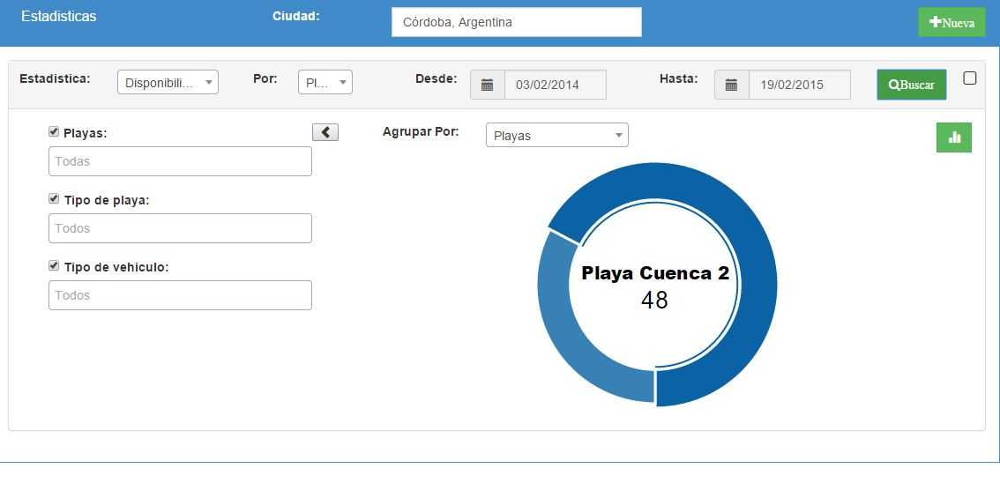 Estadisticas
Ciudad:
Córdoba, Argentina
Nueva
Estadistica:
Disponibili...
Por:
Pl...
Desde:
03/02/2014
Hasta:
19/02/2015
Buscar
Playas:
Todas
Tipo de playa:
Todos
Tipo de vehiculo:
Todos
Agrupar Por:
Playas
Playa Cuenca 2
48